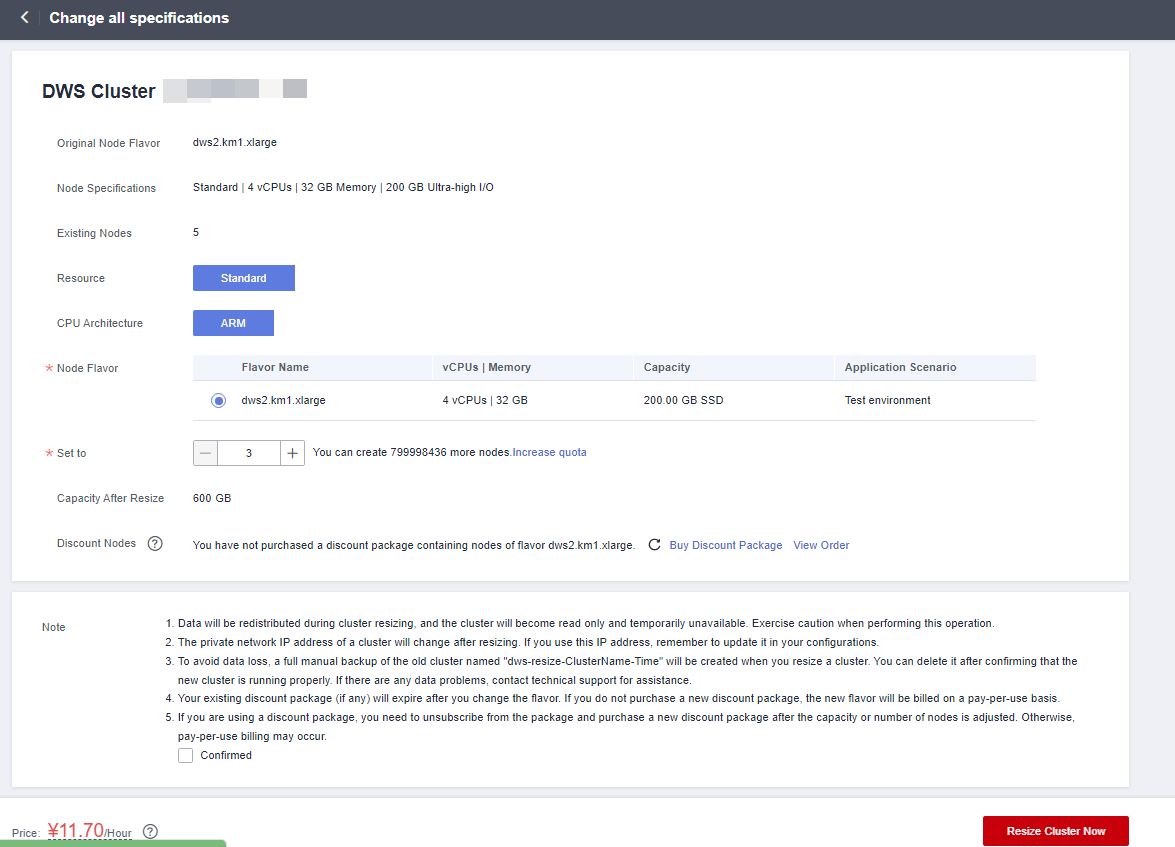 Change all specifications
DWS Cluster
Original Node Flavor dws2.km1.xlarge
Node Specifications Standard | 4 vCPUs | 32 GB Memory | 200 GB Ultra-high I/O
Existing Nodes 5
Resource Standard
CPU Architecture ARM
* Node Flavor Flavor Name vCPUs | Memory Capacity Application Scenario
dws2.km1.xlarge 4 vCPUs | 32 GB 200.00 GB SSD Test environment
* Set to — 3 + You can create 799998436 more nodes.Increase quota
Capacity After Resize 600 GB
Discount Nodes ? You have not purchased a discount package containing nodes of flavor dws2.km1.xlarge. Buy Discount Package View Order
Note
1. Data will be redistributed during cluster resizing, and the cluster will become read only and temporarily unavailable. Exercise caution when performing this operation.
2. The private network IP address of a cluster will change after resizing. If you use this IP address, remember to update it in your configurations.
3. To avoid data loss, a full manual backup of the old cluster named "dws-resize-ClusterName-Time" will be created when you resize a cluster. You can delete it after confirming that the
new cluster is running properly. If there are any data problems, contact technical support for assistance.
4. Your existing discount package (if any) will expire after you change the flavor. If you do not purchase a new discount package, the new flavor will be billed on a pay-per-use basis.
5. If you are using a discount package, you need to unsubscribe from the package and purchase a new discount package after the capacity or number of nodes is adjusted. Otherwise,
pay-per-use billing may occur.
Confirmed
Price: ¥11.70/Hour ? Resize Cluster Now